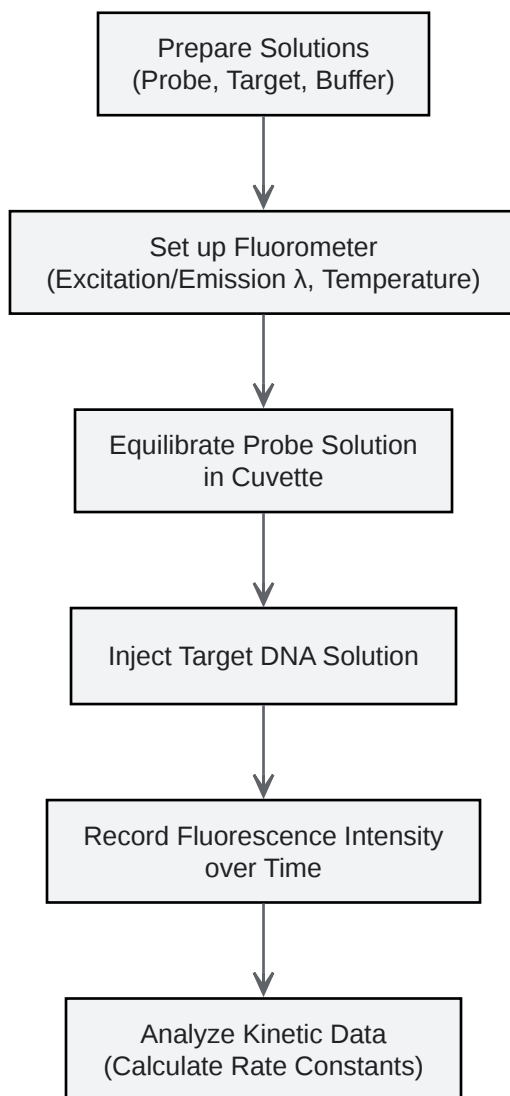 Prepare Solutions
(Probe, Target, Buffer)
Set up Fluorometer
(Excitation/Emission λ, Temperature)
Equilibrate Probe Solution
in Cuvette
Inject Target DNA Solution
Record Fluorescence Intensity
over Time
Analyze Kinetic Data
(Calculate Rate Constants)